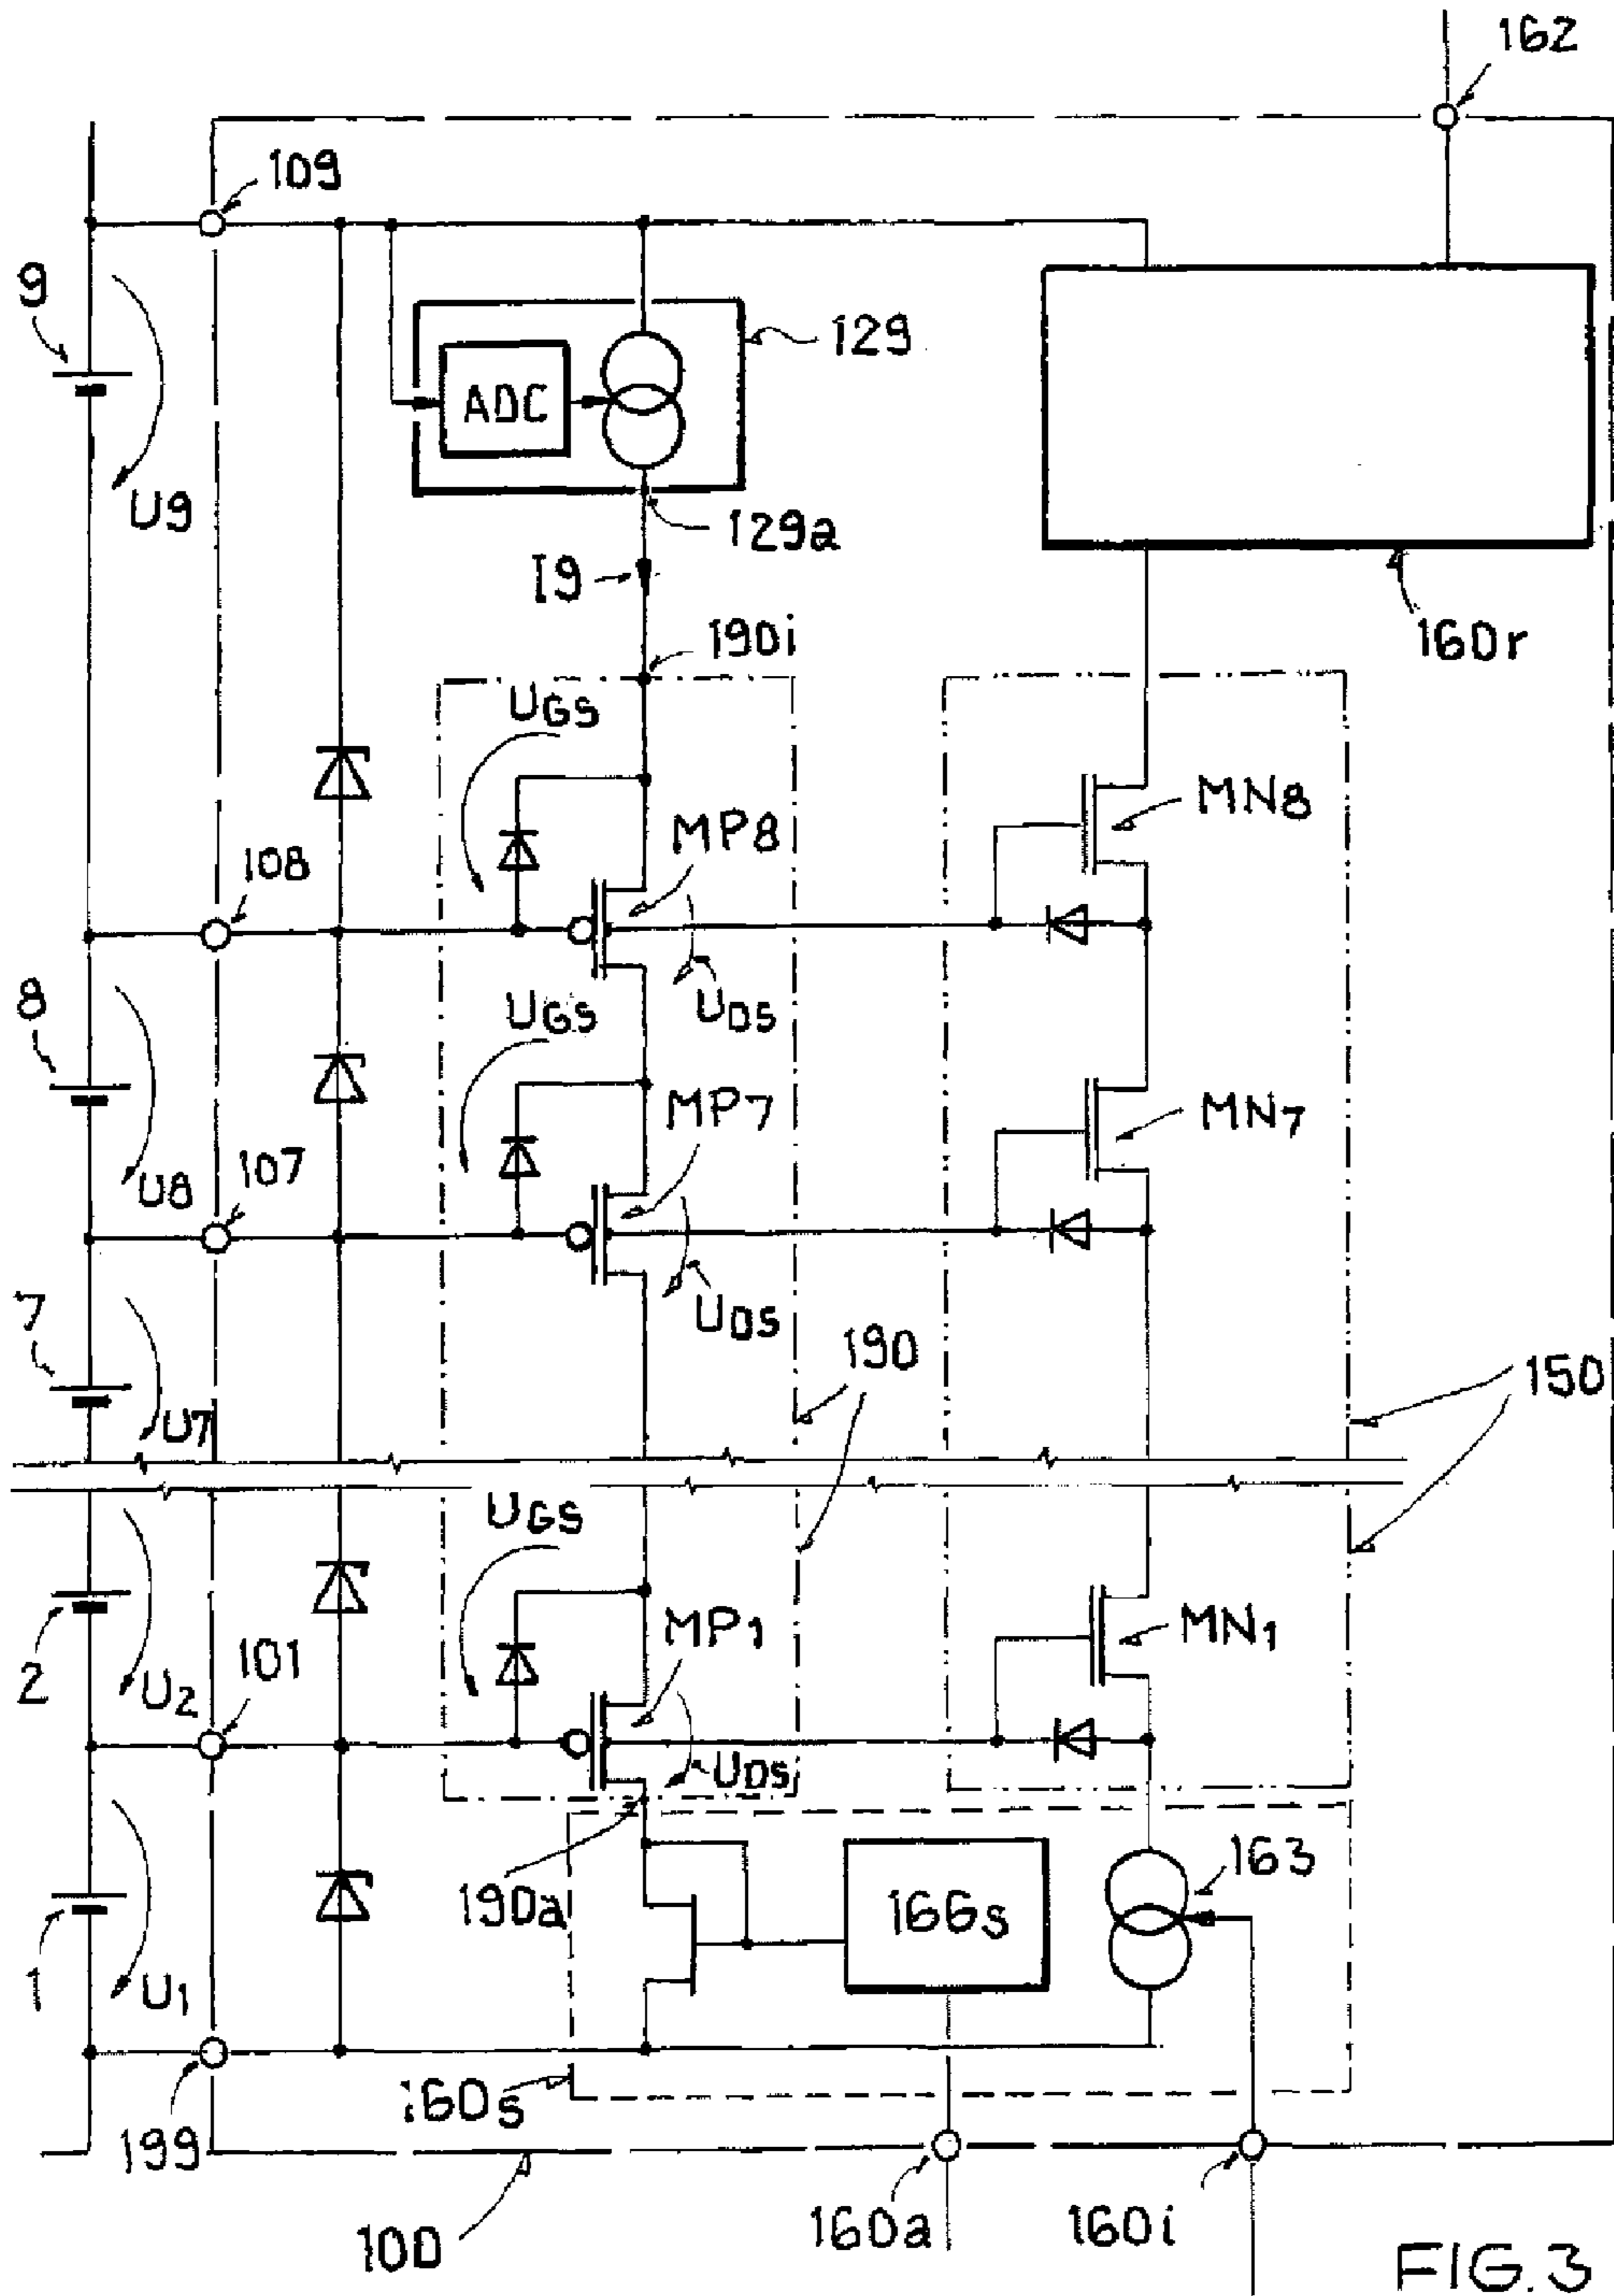 162
109
9
129
ADC
U9
129a
I9
190i
160r
UGS
MP8
MN8
108
8
UGS
UDS
MP7
MN7
U8
107
UDS
7
190
150
U7
UGS
MP1
MN1
2
U2
101
UDS
190a
163
166s
1
U1
160s
199
100
160a
160i
FIG.3